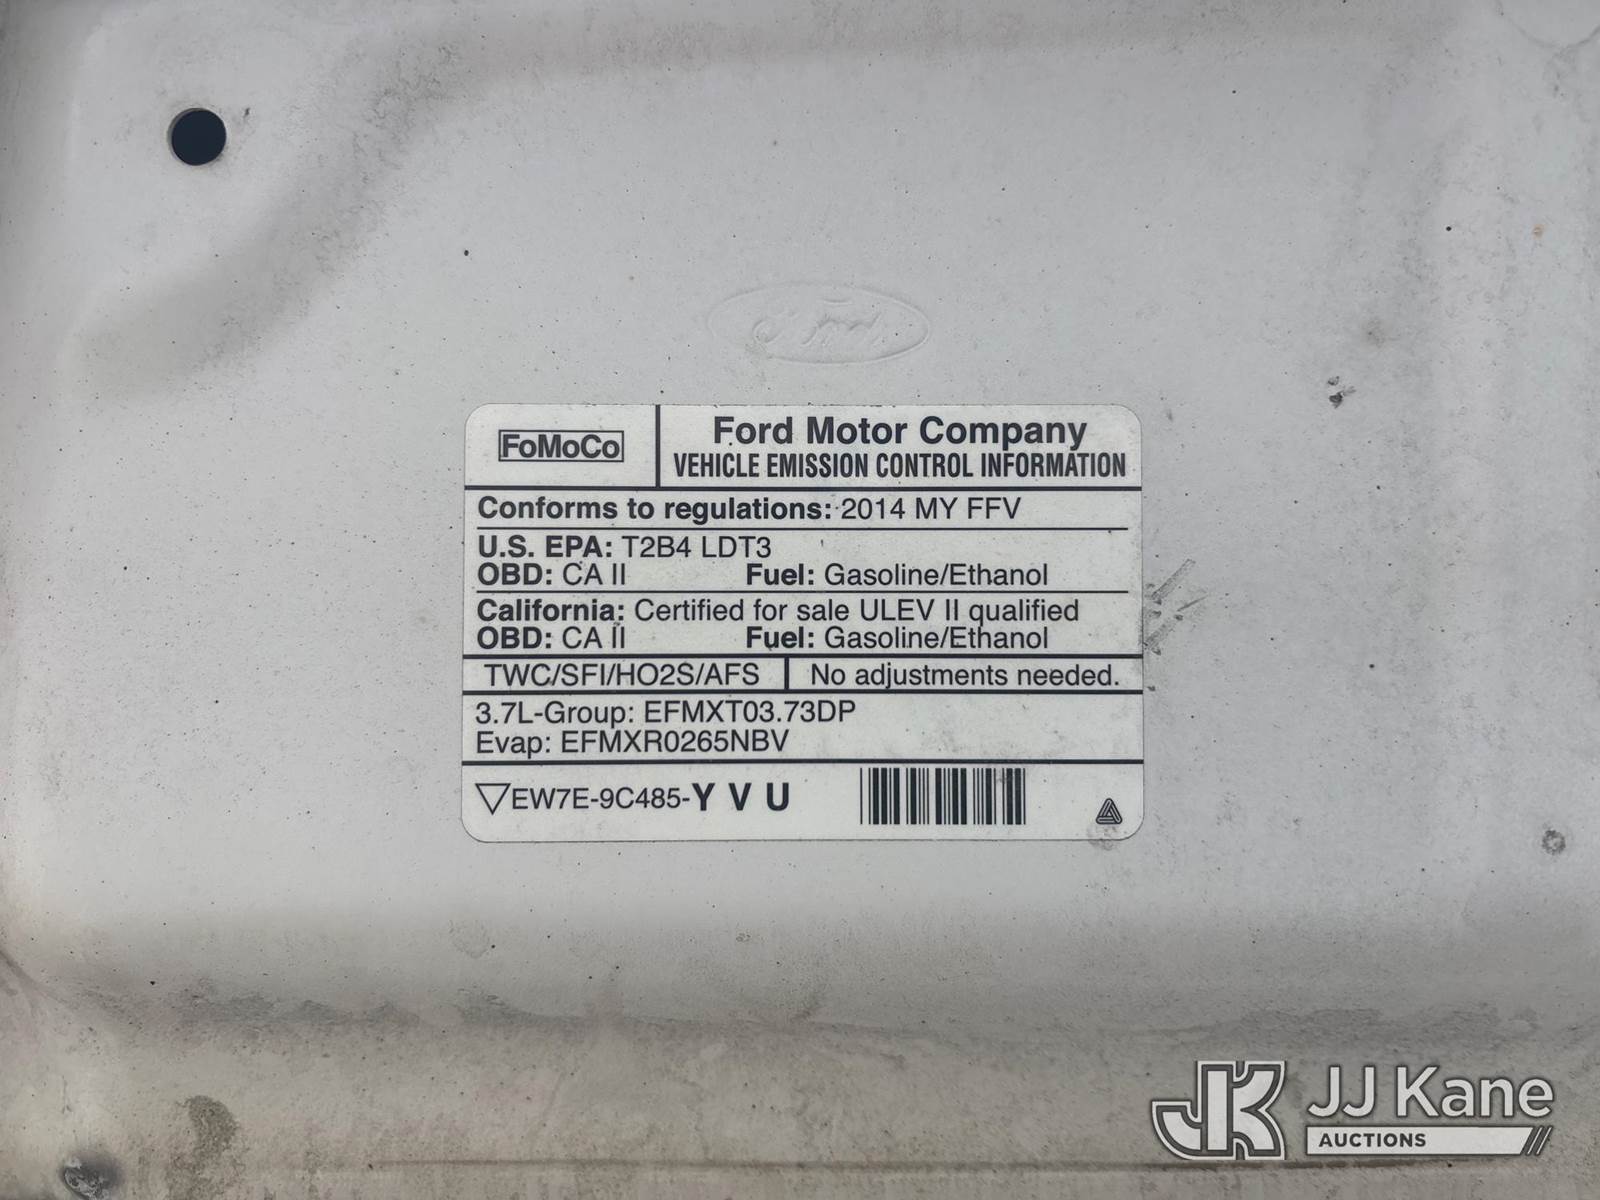 Ford
FoMoCo
Ford Motor Company
VEHICLE EMISSION CONTROL INFORMATION
Conforms to regulations: 2014 MY FFV
U.S. EPA: T2B4 LDT3
OBD: CA II Fuel: Gasoline/Ethanol
California: Certified for sale ULEV II qualified
OBD: CA II Fuel: Gasoline/Ethanol
TWC/SFI/HO2S/AFS No adjustments needed.
3.7L-Group: EFMXT03.73DP
Evap: EFMXR0265NBV
EW7E-9C485-Y V U
JK JJ Kane
AUCTIONS